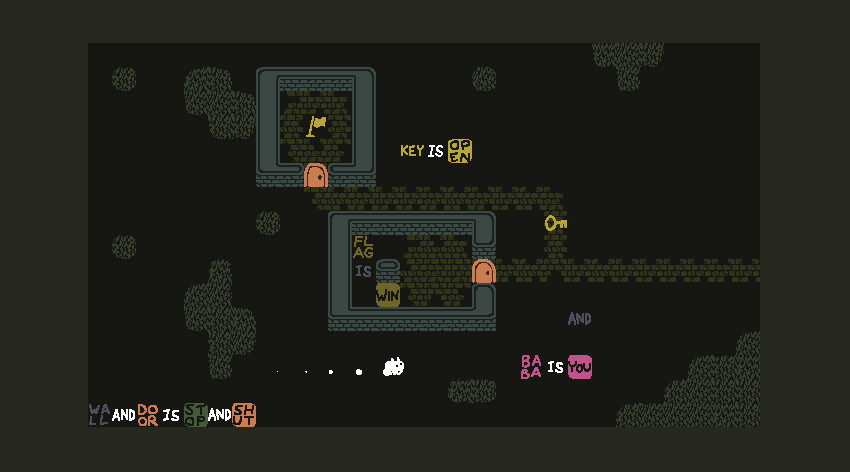 KEY IS OPEN
FLAG
IS
WIN
AND
BABA IS YOU
WALL AND DOOR IS STOP AND SHUT